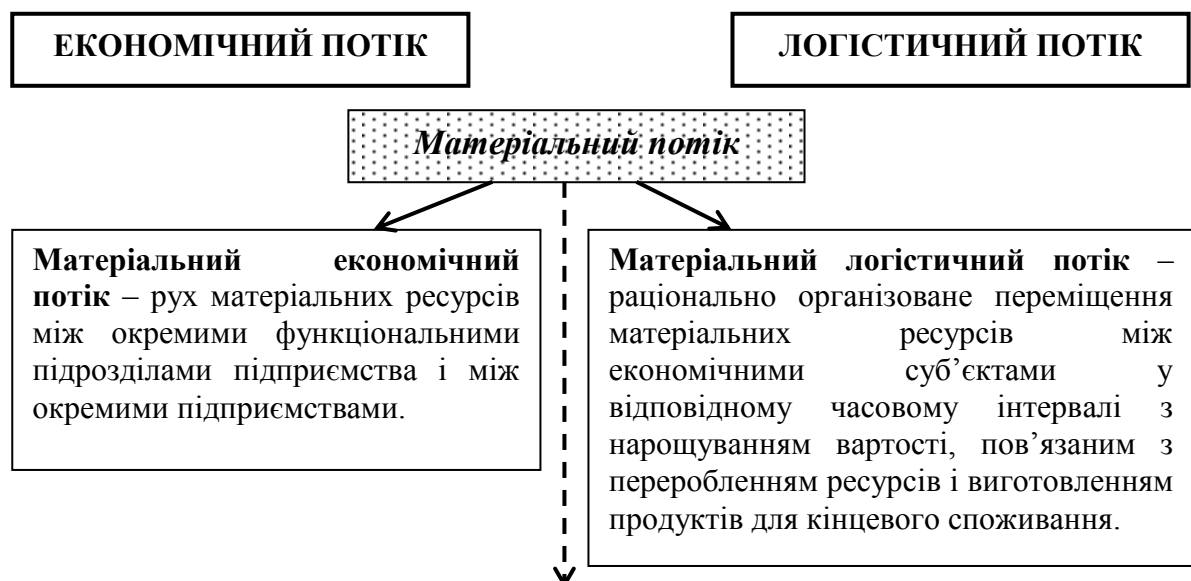 ЕКОНОМІЧНИЙ ПОТІК
ЛОГІСТИЧНИЙ ПОТІК
Матеріальний потік
Матеріальний економічний
потік – рух матеріальних ресурсів
між окремими функціональними
підрозділами підприємства і між
окремими підприємствами.
Матеріальний логістичний потік –
раціонально організоване переміщення
матеріальних ресурсів між
економічними суб’єктами у
відповідному часовому інтервалі з
нарощуванням вартості, пов’язаним з
переробленням ресурсів і виготовленням
продуктів для кінцевого споживання.